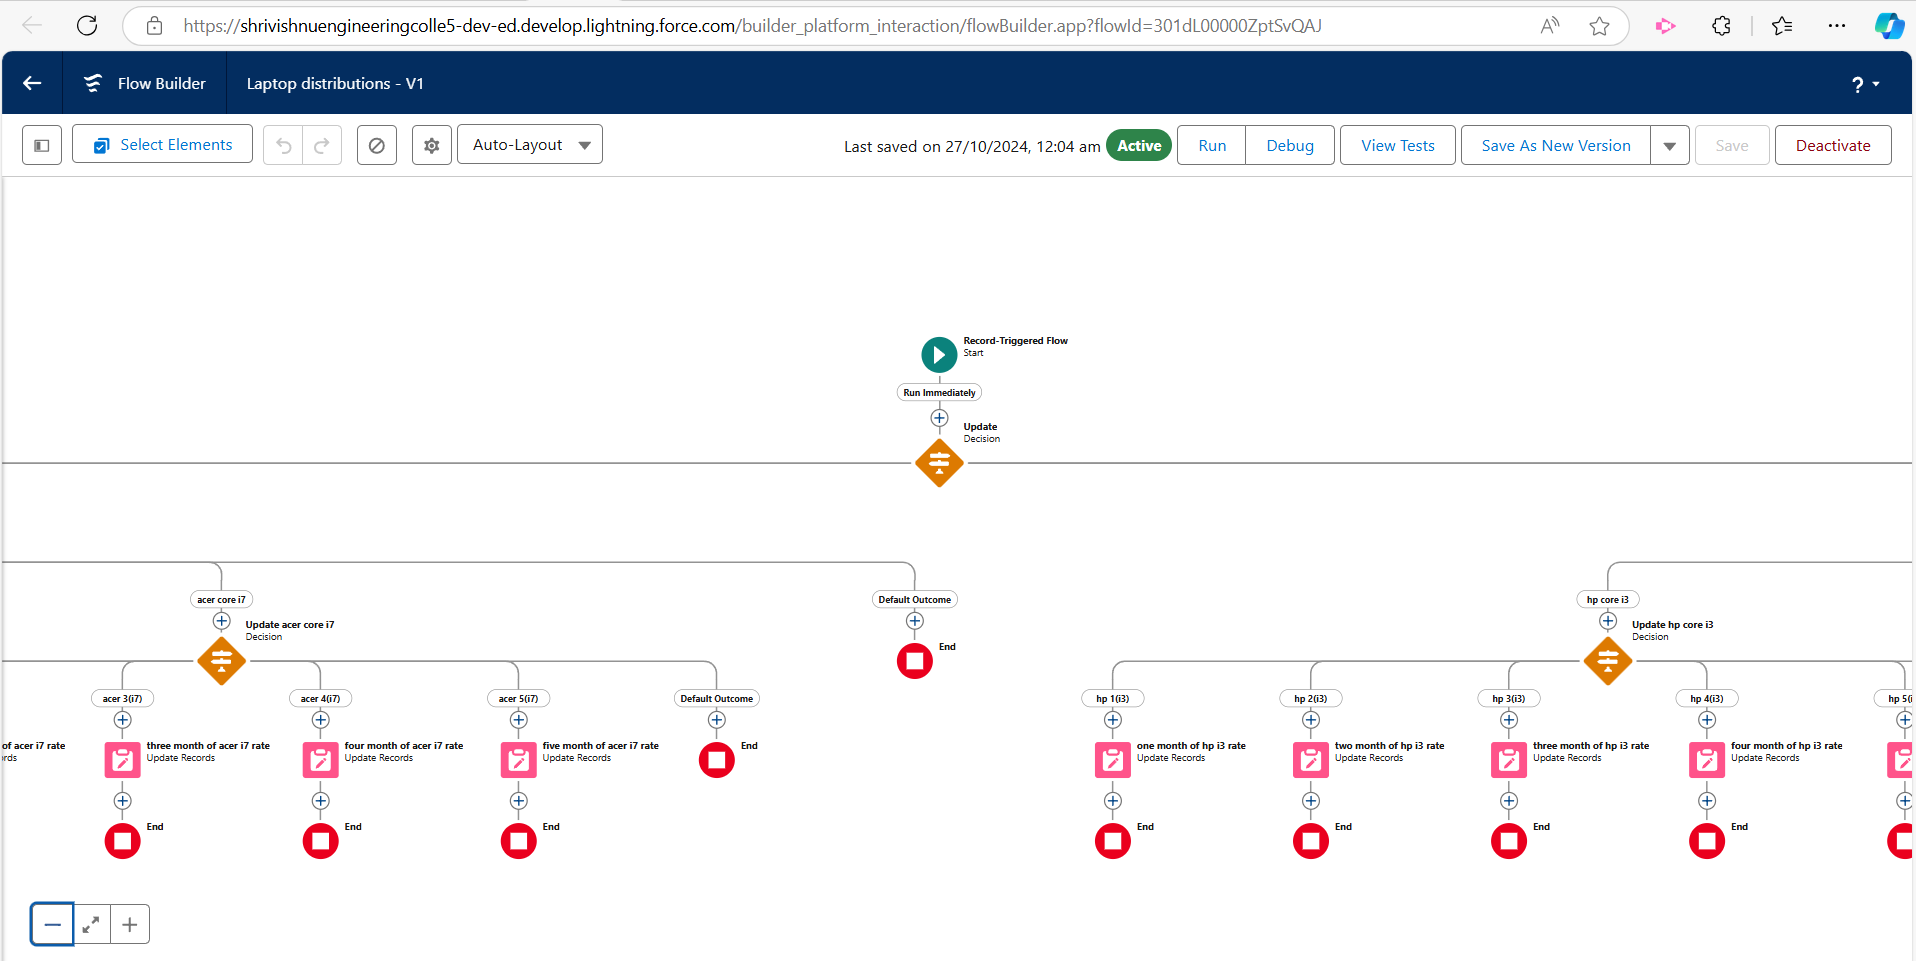 https://shrivishnuengineeringcolle5-dev-ed.develop.lightning.force.com/builder_platform_interaction/flowBuilder.app?flowId=301dL00000ZptSvQAJ
Flow Builder
Laptop distributions - V1
?
Select Elements
Auto-Layout
Last saved on 27/10/2024, 12:04 am
Active
Run
Debug
View Tests
Save As New Version
Save
Deactivate
Record-Triggered Flow
Start
Run Immediately
Update
Decision
acer core i7
Default Outcome
hp core i3
Update acer core i7
Decision
End
Update hp core i3
Decision
acer 3(i7)
acer 4(i7)
acer 5(i7)
Default Outcome
hp 1(i3)
hp 2(i3)
hp 3(i3)
hp 4(i3)
hp 5(i
of acer i7 rate
rds
three month of acer i7 rate
Update Records
four month of acer i7 rate
Update Records
five month of acer i7 rate
Update Records
End
one month of hp i3 rate
Update Records
two month of hp i3 rate
Update Records
three month of hp i3 rate
Update Records
four month of hp i3 rate
Update Records
End
End
End
End
End
End
End